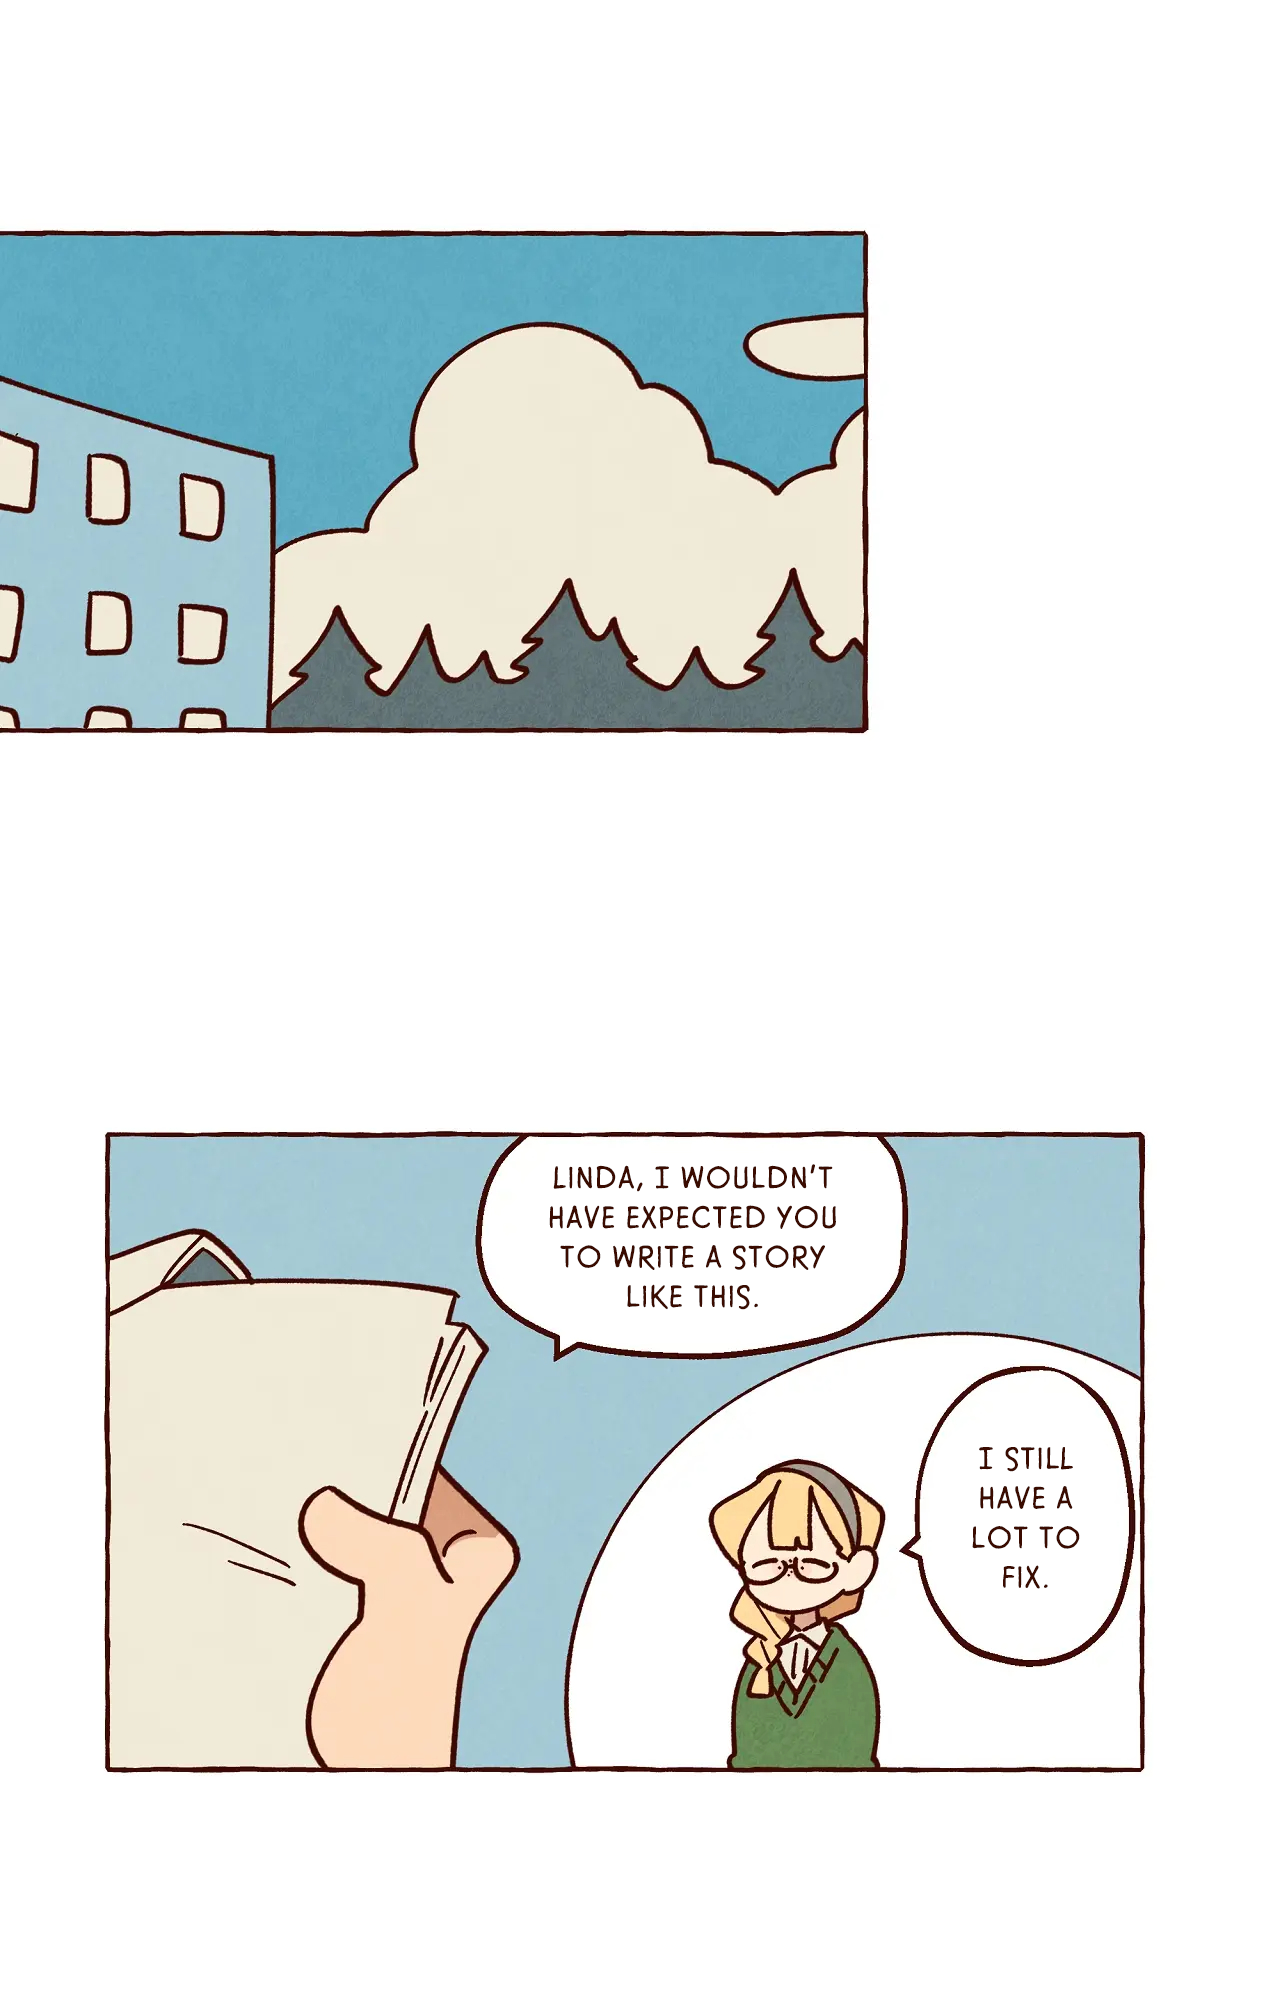 LINDA, I WOULDN'T
HAVE EXPECTED YOU
TO WRITE A STORY
LIKE THIS.
I STILL
HAVE A
LOT TO
FIX.